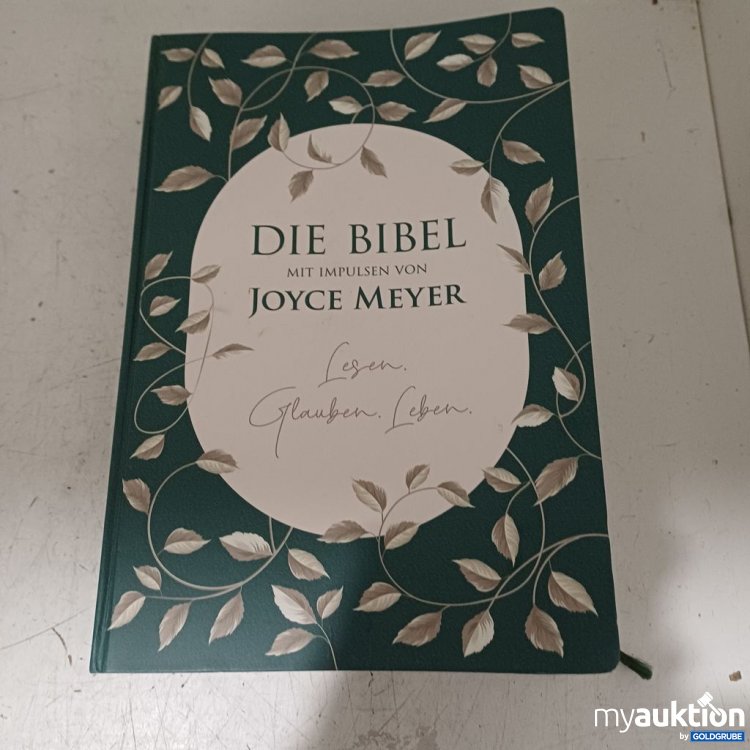 DIE BIBEL
MIT IMPULSEN VON
JOYCE MEYER
Lesen.
Glauben. Leben.
myauktion
by GOLDGRUBE